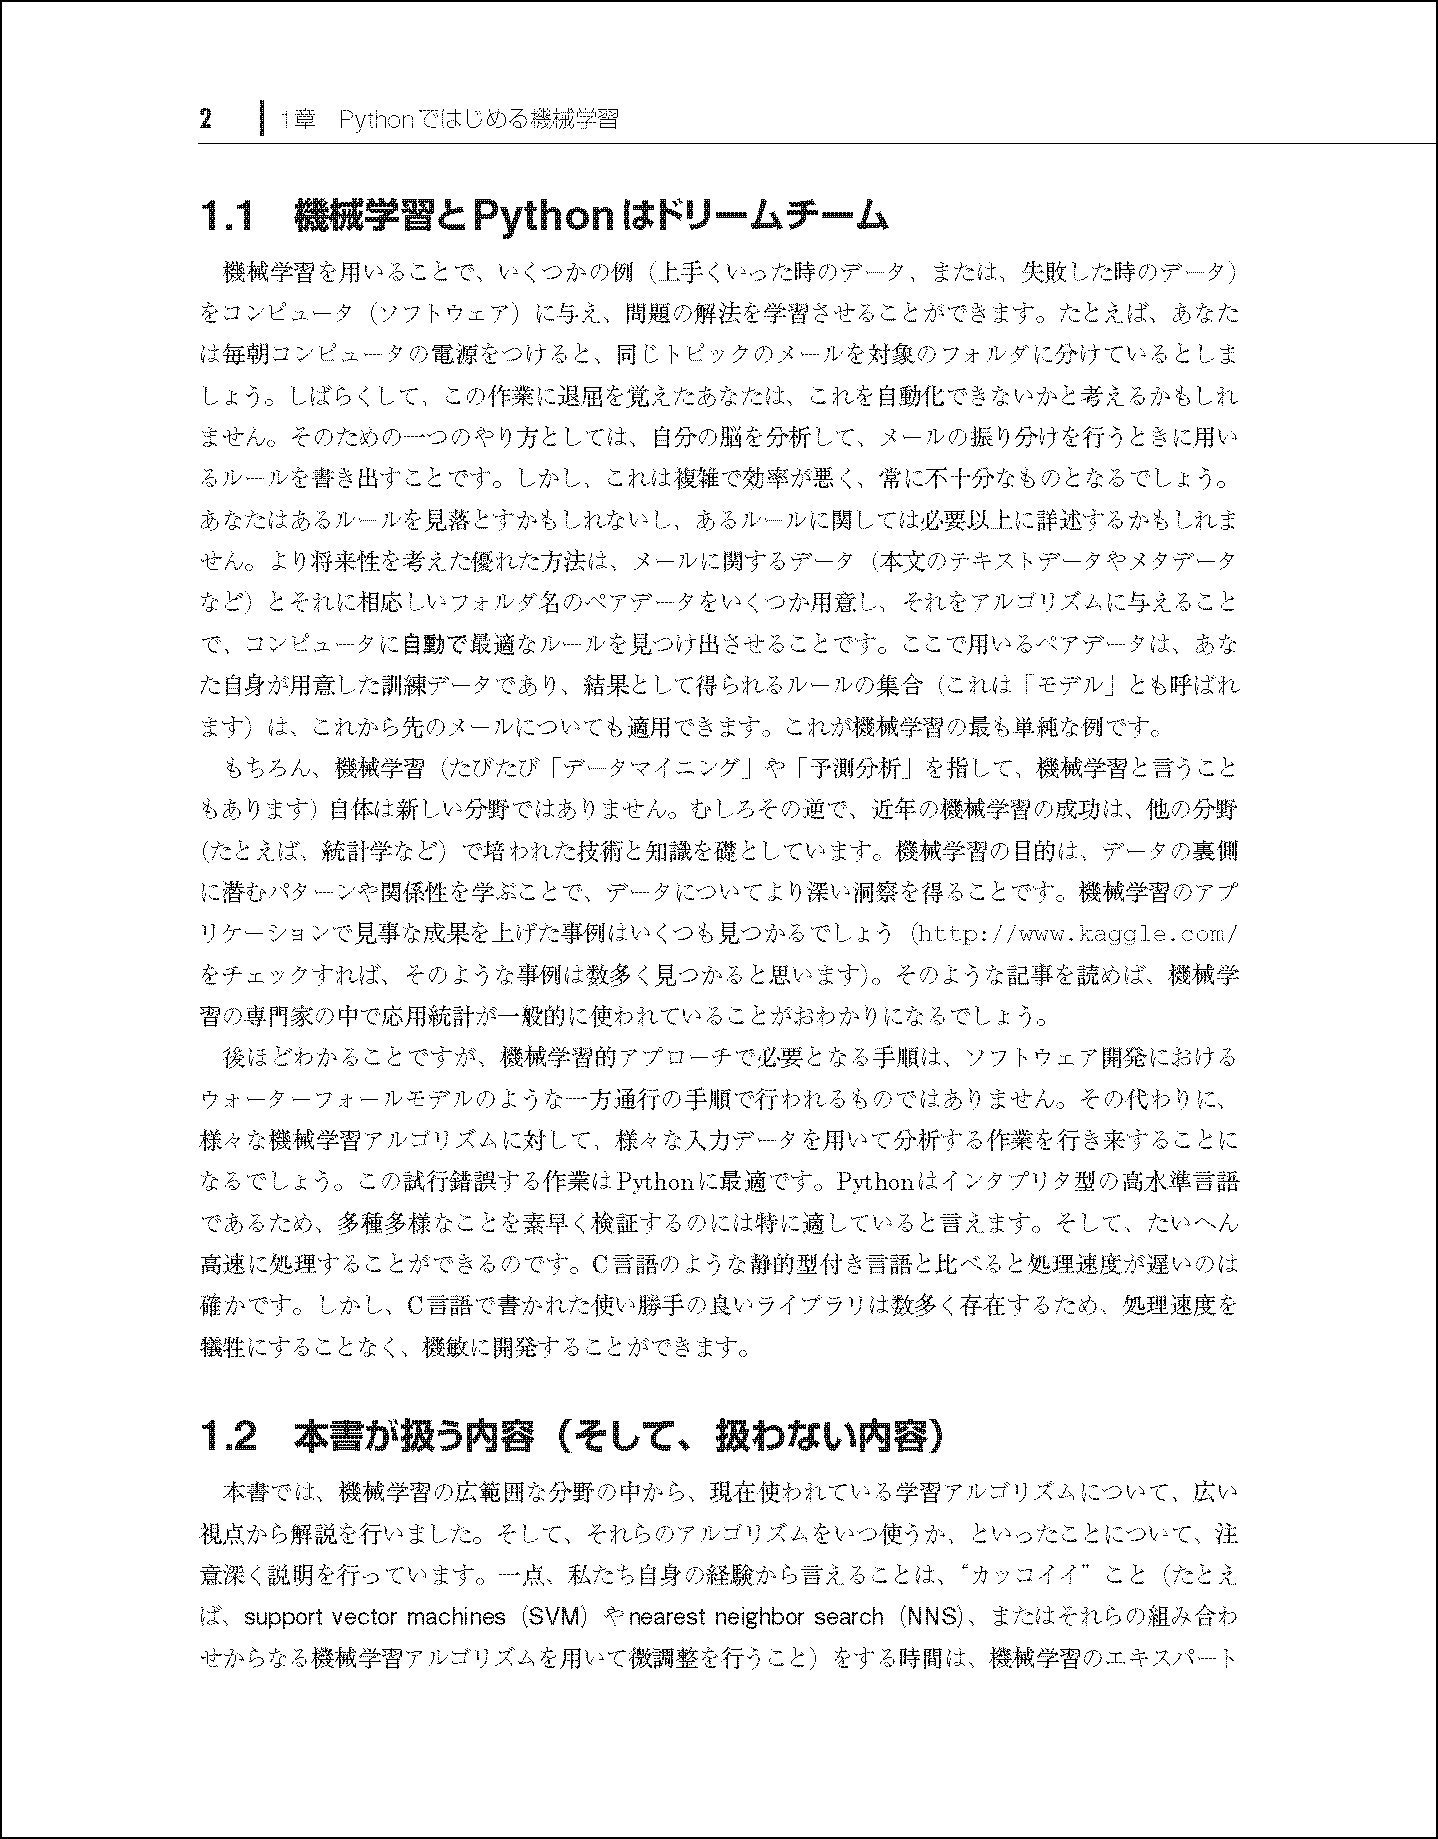 2 1章 Pythonではじめる機械学習
1.1 機械学習とPythonはドリームチーム
機械学習を用いることで、いくつかの例（上手くいった時のデータ、または、失敗した時のデータ）
をコンピュータ（ソフトウェア）に与え、問題の解法を学習させることができます。たとえば、あなた
は毎朝コンピュータの電源をつけると、同じトピックのメールを対象のフォルダに分けているとしま
しょう。しばらくして、この作業に退屈を覚えたあなたは、これを自動化できないかと考えるかもしれ
ません。そのための一つのやり方としては、自分の脳を分析して、メールの振り分けを行うときに用い
るルールを書き出すことです。しかし、これは複雑で効率が悪く、常に不十分なものとなるでしょう。
あなたはあるルールを見落とすかもしれないし、あるルールに関しては必要以上に詳述するかもしれま
せん。より将来性を考えた優れた方法は、メールに関するデータ（本文のテキストデータやメタデータ
など）とそれに相応しいフォルダ名のペアデータをいくつか用意し、それをアルゴリズムに与えること
で、コンピュータに自動で最適なルールを見つけ出させることです。ここで用いるペアデータは、あな
た自身が用意した訓練データであり、結果として得られるルールの集合（これは「モデル」とも呼ばれ
ます）は、これから先のメールについても適用できます。これが機械学習の最も単純な例です。
もちろん、機械学習（たびたび「データマイニング」や「予測分析」を指して、機械学習と言うこと
もあります）自体は新しい分野ではありません。むしろその逆で、近年の機械学習の成功は、他の分野
（たとえば、統計学など）で培われた技術と知識を礎としています。機械学習の目的は、データの裏側
に潜むパターンや関係性を学ぶことで、データについてより深い洞察を得ることです。機械学習のアプ
リケーションで見事な成果を上げた事例はいくつも見つかるでしょう（http://www.kaggle.com/
をチェックすれば、そのような事例は数多く見つかると思います）。そのような記事を読めば、機械学
習の専門家の中で応用統計が一般的に使われていることがおわかりになるでしょう。
後ほどわかることですが、機械学習的アプローチで必要となる手順は、ソフトウェア開発における
ウォーターフォールモデルのような一方通行の手順で行われるものではありません。その代わりに、
様々な機械学習アルゴリズムに対して、様々な入力データを用いて分析する作業を行き来することに
なるでしょう。この試行錯誤する作業はPythonに最適です。Pythonはインタプリタ型の高水準言語
であるため、多種多様なことを素早く検証するのには特に適していると言えます。そして、たいへん
高速に処理することができるのです。C言語のような静的型付き言語と比べると処理速度が遅いのは
確かです。しかし、C言語で書かれた使い勝手の良いライブラリは数多く存在するため、処理速度を
犠牲にすることなく、機敏に開発することができます。
1.2 本書が扱う内容（そして、扱わない内容）
本書では、機械学習の広範囲な分野の中から、現在使われている学習アルゴリズムについて、広い
視点から解説を行いました。そして、それらのアルゴリズムをいつ使うか、といったことについて、注
意深く説明を行っています。一点、私たち自身の経験から言えることは、“カッコイイ”こと（たとえ
ば、support vector machines（SVM）やnearest neighbor search（NNS）、またはそれらの組み合わ
せからなる機械学習アルゴリズムを用いて微調整を行うこと）をする時間は、機械学習のエキスパート